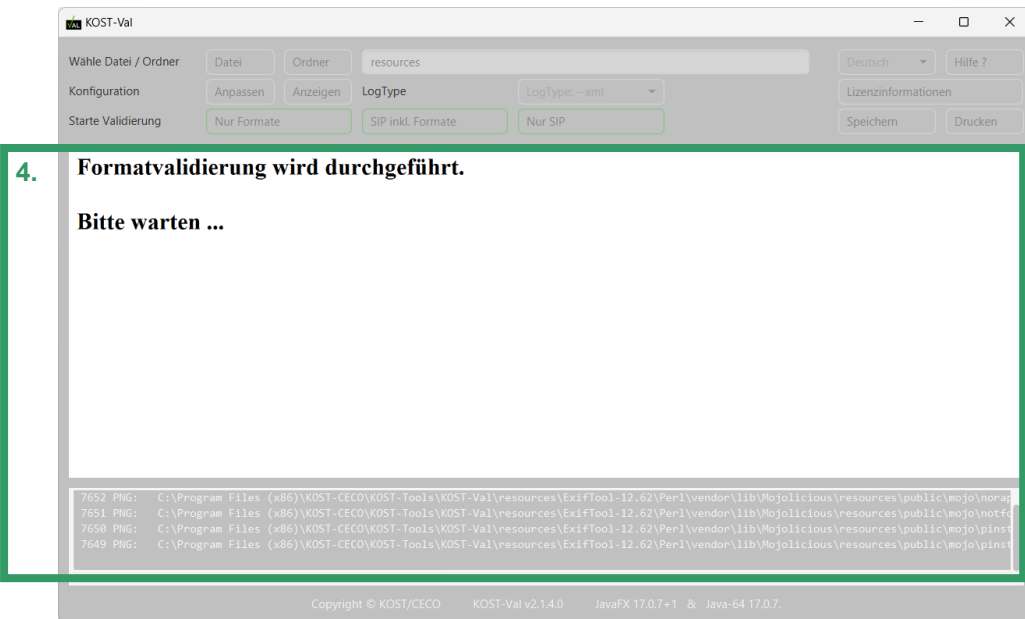 KOST-Val
Wähle Datei / Ordner Datei Ordner resources Deutsch Hilfe ?
Konfiguration Anpassen Anzeigen LogType LogType: --xml Lizenzinformationen
Starte Validierung Nur Formate SIP inkl. Formate Nur SIP Speichern Drucken
4. Formatvalidierung wird durchgeführt.
Bitte warten ...
7652 PNG: C:\Program Files (x86)\KOST-CECO\KOST-Tools\KOST-Val\resources\ExifTool-12.62\Perl\vendor\lib\Mojolicious\resources\public\mojo\norap
7651 PNG: C:\Program Files (x86)\KOST-CECO\KOST-Tools\KOST-Val\resources\ExifTool-12.62\Perl\vendor\lib\Mojolicious\resources\public\mojo\notfo
7650 PNG: C:\Program Files (x86)\KOST-CECO\KOST-Tools\KOST-Val\resources\ExifTool-12.62\Perl\vendor\lib\Mojolicious\resources\public\mojo\pinst
7649 PNG: C:\Program Files (x86)\KOST-CECO\KOST-Tools\KOST-Val\resources\ExifTool-12.62\Perl\vendor\lib\Mojolicious\resources\public\mojo\pinst
Copyright © KOST/CECO KOST-Val v2.1.4.0 JavaFX 17.0.7+1 & Java-64 17.0.7.